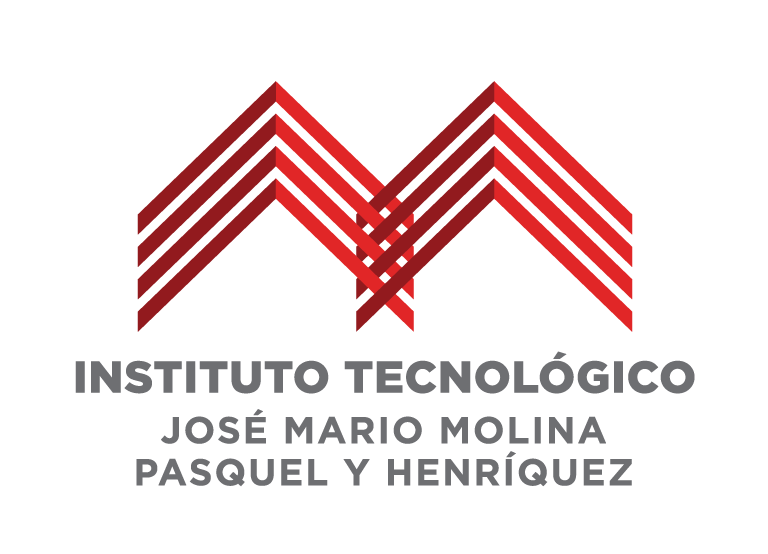 INSTITUTO TECNOLÓGICO
JOSÉ MARIO MOLINA
PASQUEL Y HENRÍQUEZ